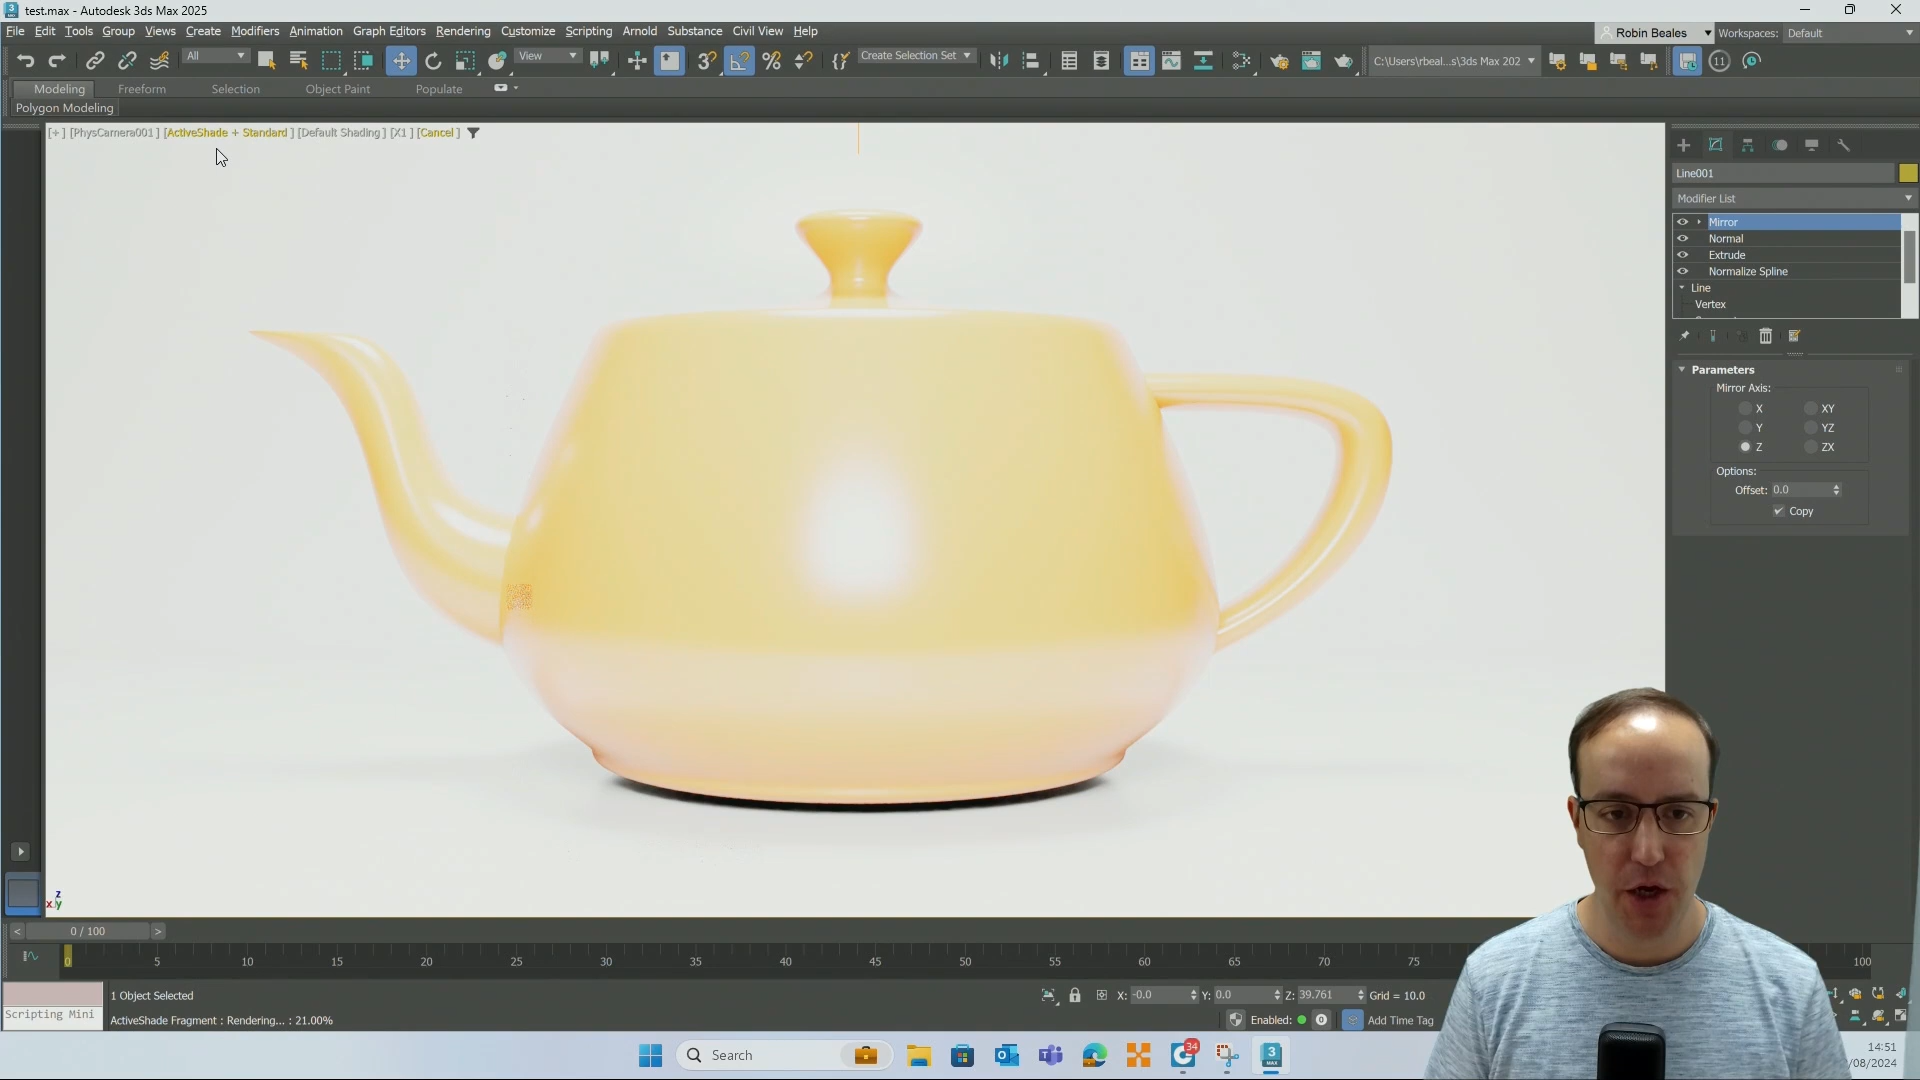 test.max - Autodesk 3ds Max 2025
File Edit Tools Group Views Create Modifiers Animation Graph Editors Rendering Customize Scripting Arnold Substance Civil View Help
Robin Beales Workspaces: Default
All View Create Selection Set C:\Users\rbeal...s\3ds Max 202 11
Modeling Freeform Selection Object Paint Populate
Polygon Modeling
[+] [PhysCamera001] [ActiveShade + Standard] [Default Shading] [X1] [Cancel]
Line001
Modifier List
Mirror
Normal
Extrude
Normalize Spline
Line
Vertex
Parameters
Mirror Axis:
X XY
Y YZ
Z ZX
Options:
Offset: 0.0
Copy
z
x y
< 0 / 100 >
0 5 10 15 20 25 30 35 40 45 50 55 60 65 70 75 100
1 Object Selected X: -0.0 Y: 0.0 Z: 39.761 Grid = 10.0
Scripting Mini
ActiveShade Fragment : Rendering... : 21.00% Enabled: 0 Add Time Tag
Search 34 3 MAX
14:51
/08/2024